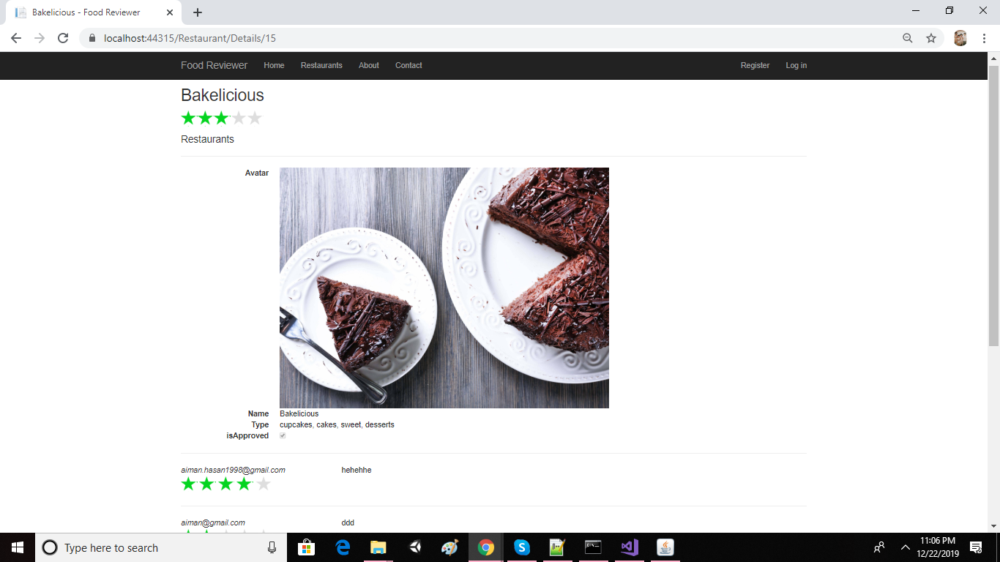 Bakelicious - Food Reviewer
localhost:44315/Restaurant/Details/15
Food Reviewer Home Restaurants About Contact Register Log in
Bakelicious
Restaurants
Avatar
Name Bakelicious
Type cupcakes, cakes, sweet, desserts
isApproved
aiman.hasan1998@gmail.com hehehhe
aiman@gmail.com ddd
Type here to search
11:06 PM
12/22/2019